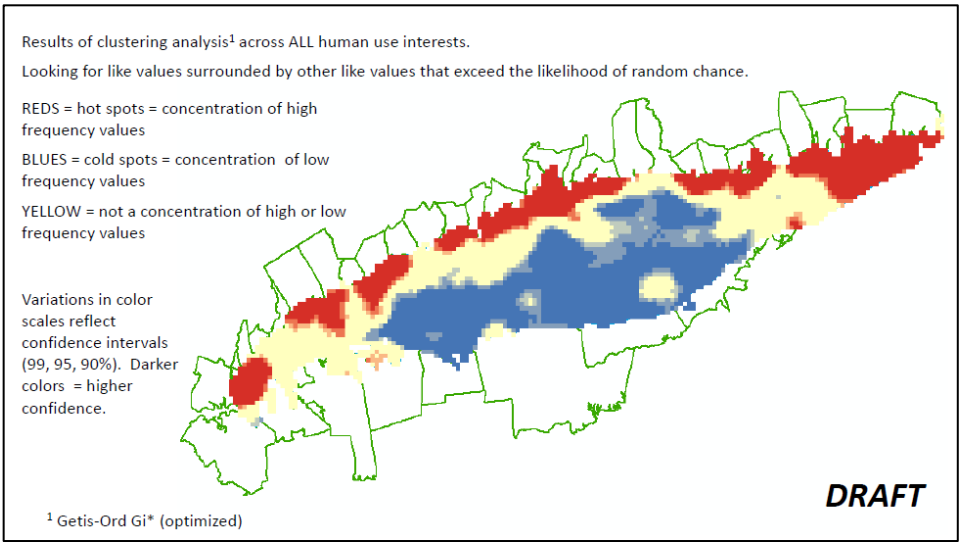 Results of clustering analysis¹ across ALL human use interests.
Looking for like values surrounded by other like values that exceed the likelihood of random chance.
REDS = hot spots = concentration of high
frequency values
BLUES = cold spots = concentration  of low
frequency values
YELLOW = not a concentration of high or low
frequency values
Variations in color
scales reflect
confidence intervals
(99, 95, 90%).  Darker
colors  = higher
confidence.
DRAFT
¹ Getis-Ord Gi* (optimized)